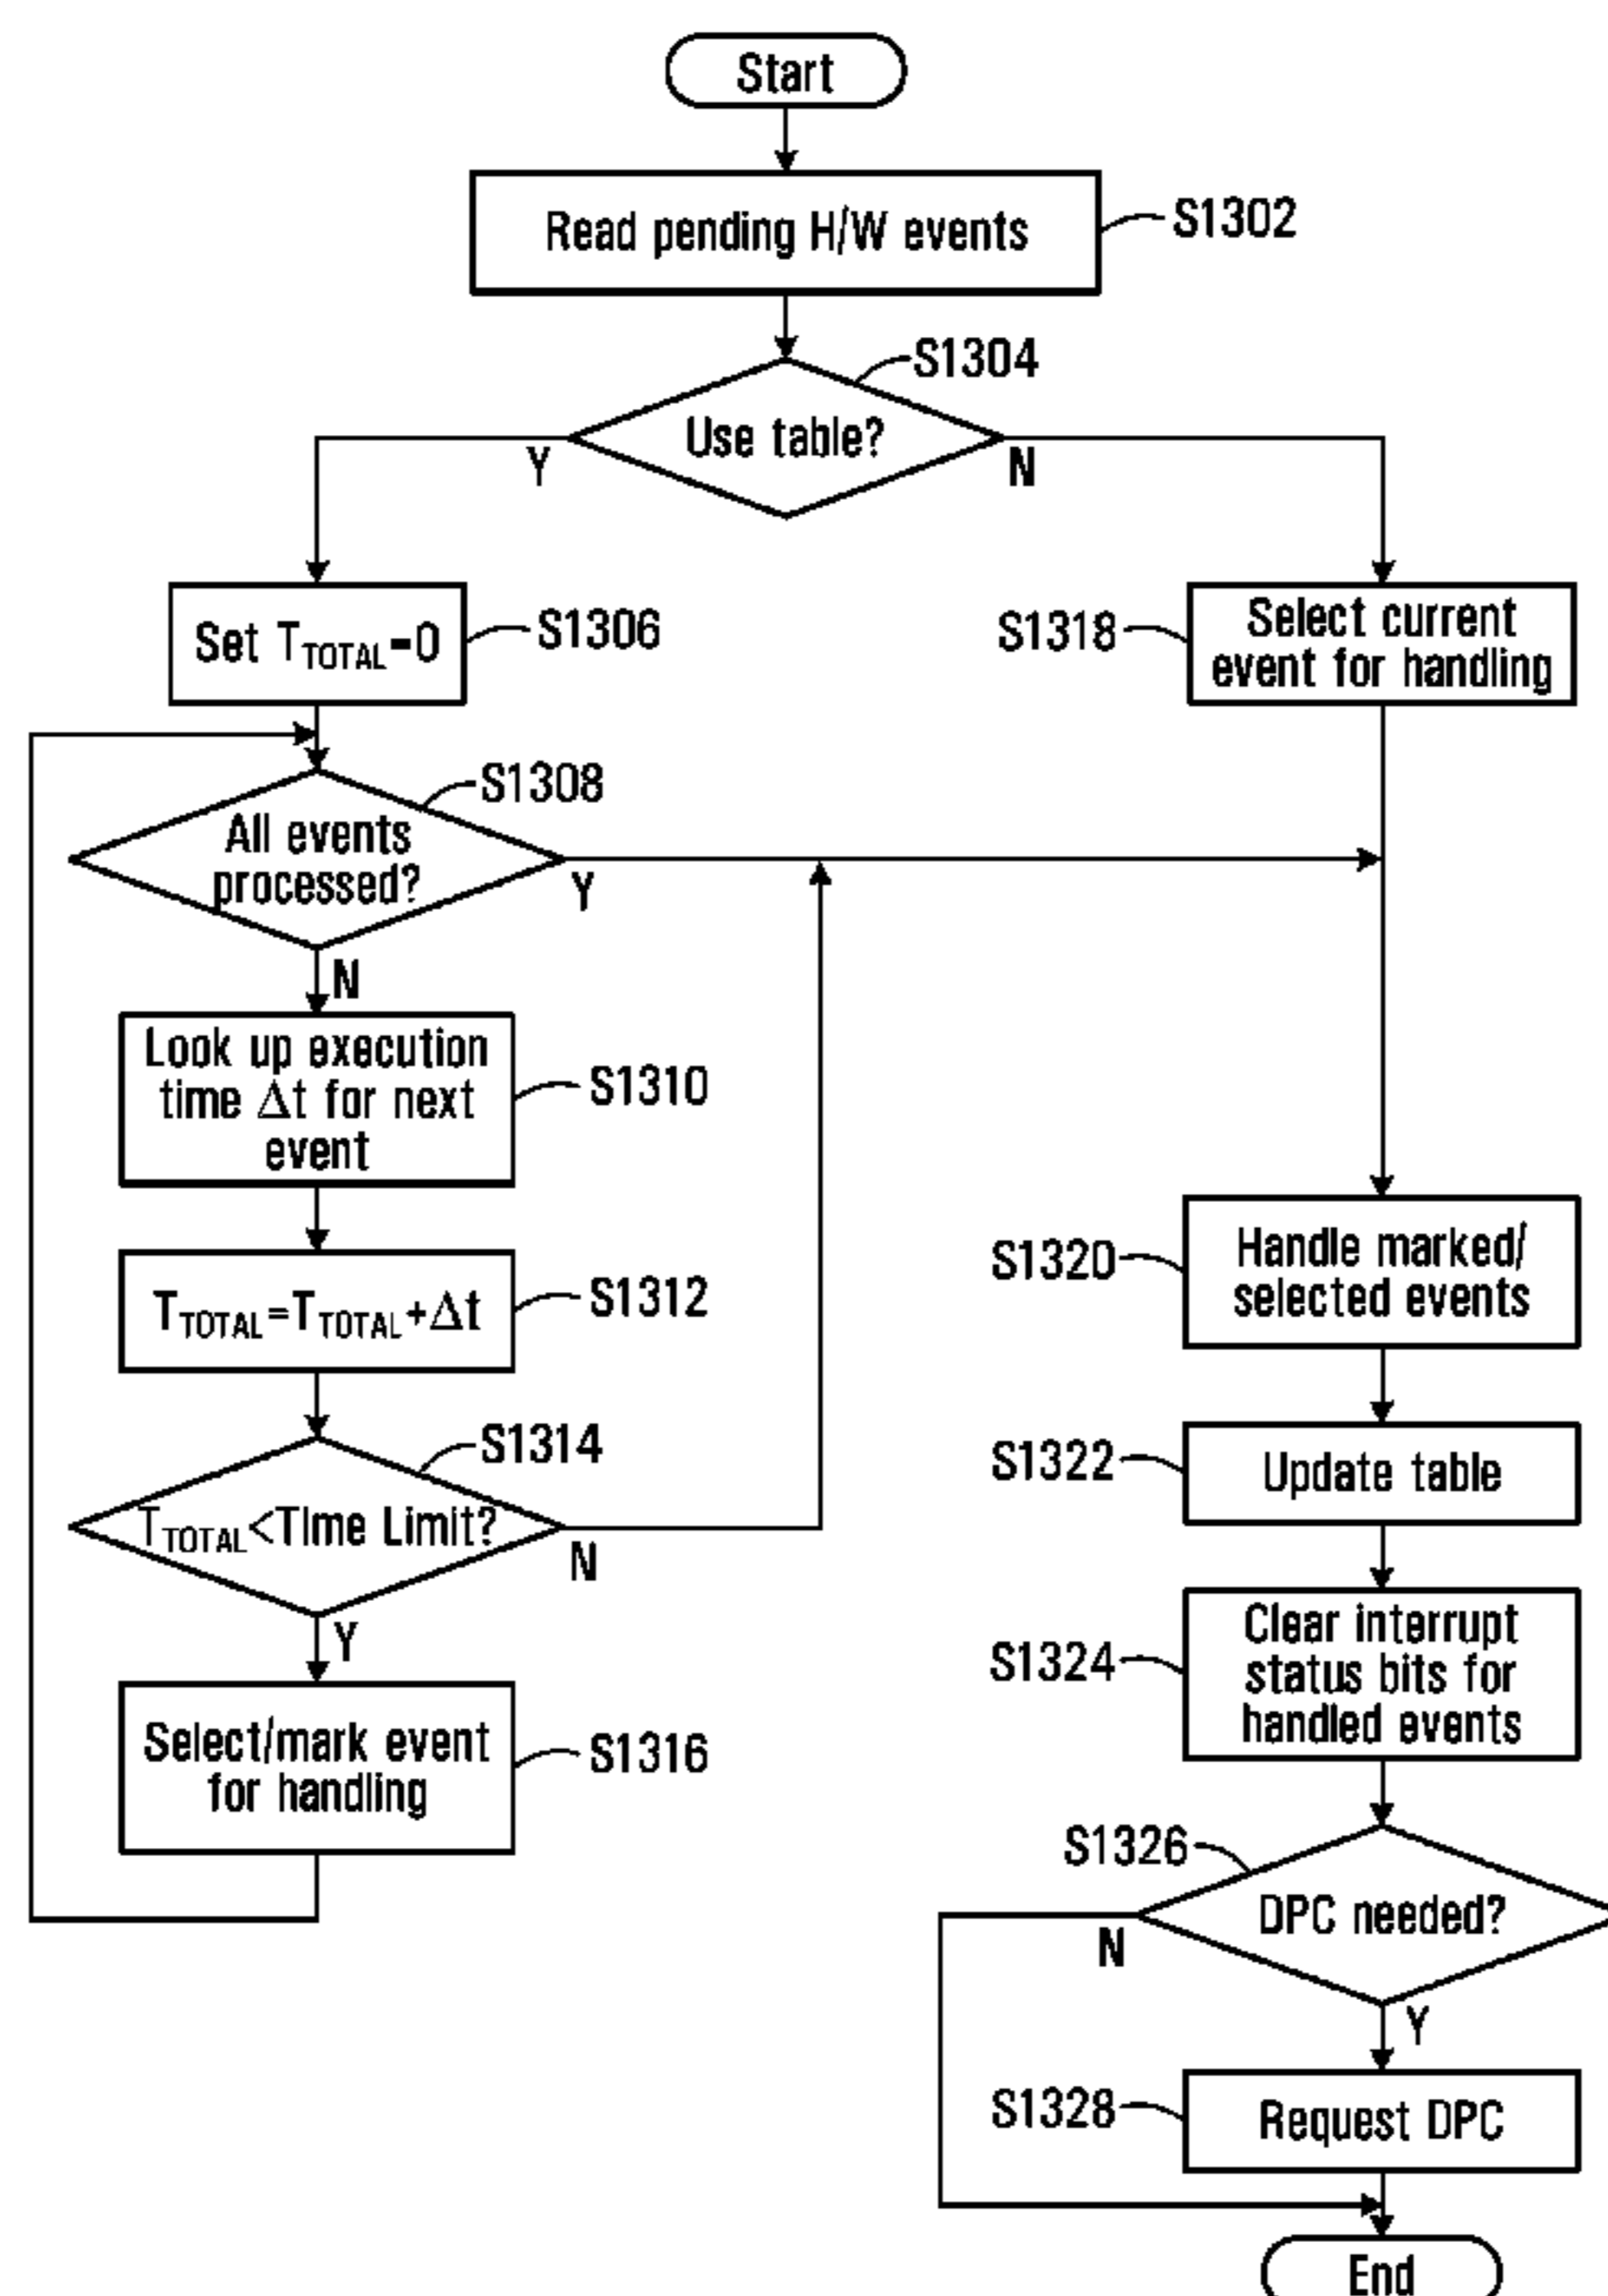 Start
Read pending H/W events
S1302
S1304
Use table?
Y
N
Set TTOTAL=0
S1306
S1318
Select current
event for handling
S1308
All events
processed?
Y
N
Look up execution
time Δt for next
event
S1310
TTOTAL=TTOTAL+Δt
S1312
S1314
TTOTAL<Time Limit?
N
Y
Select/mark event
for handling
S1316
S1320
Handle marked/
selected events
S1322
Update table
S1324
Clear interrupt
status bits for
handled events
S1326
DPC needed?
N
Y
S1328
Request DPC
End